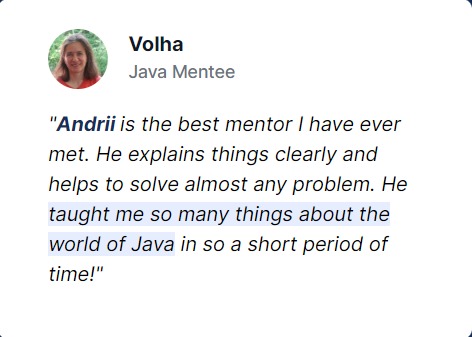 Volha
Java Mentee
"Andrii is the best mentor I have ever
met. He explains things clearly and
helps to solve almost any problem. He
taught me so many things about the
world of Java in so a short period of
time!"